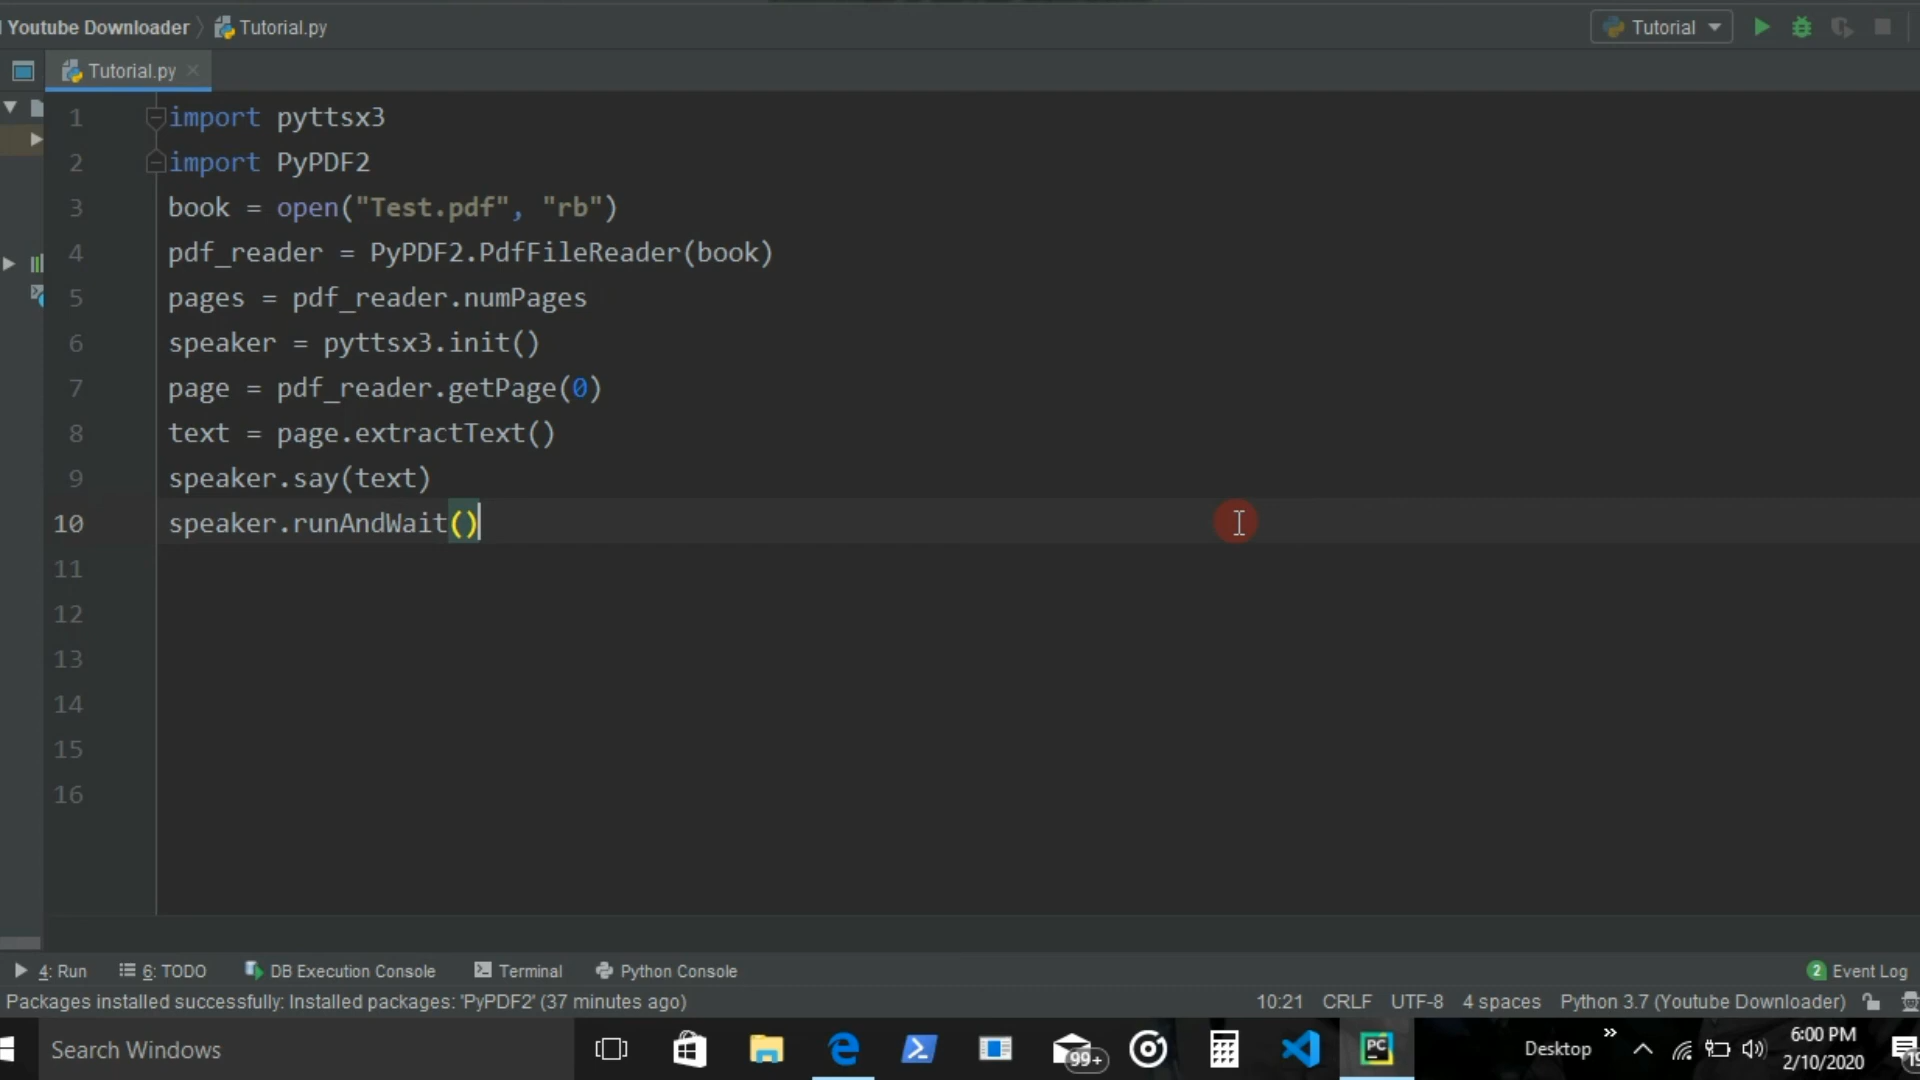 Youtube Downloader Tutorial.py Tutorial
Tutorial.py
1 import pyttsx3
2 import PyPDF2
3 book = open("Test.pdf", "rb")
4 pdf_reader = PyPDF2.PdfFileReader(book)
5 pages = pdf_reader.numPages
6 speaker = pyttsx3.init()
7 page = pdf_reader.getPage(0)
8 text = page.extractText()
9 speaker.say(text)
10 speaker.runAndWait()
11
12
13
14
15
16
4: Run 6: TODO DB Execution Console Terminal Python Console 2 Event Log
Packages installed successfully: Installed packages: 'PyPDF2' (37 minutes ago) 10:21 CRLF UTF-8 4 spaces Python 3.7 (Youtube Downloader)
Search Windows 99+ PC Desktop 6:00 PM
2/10/2020